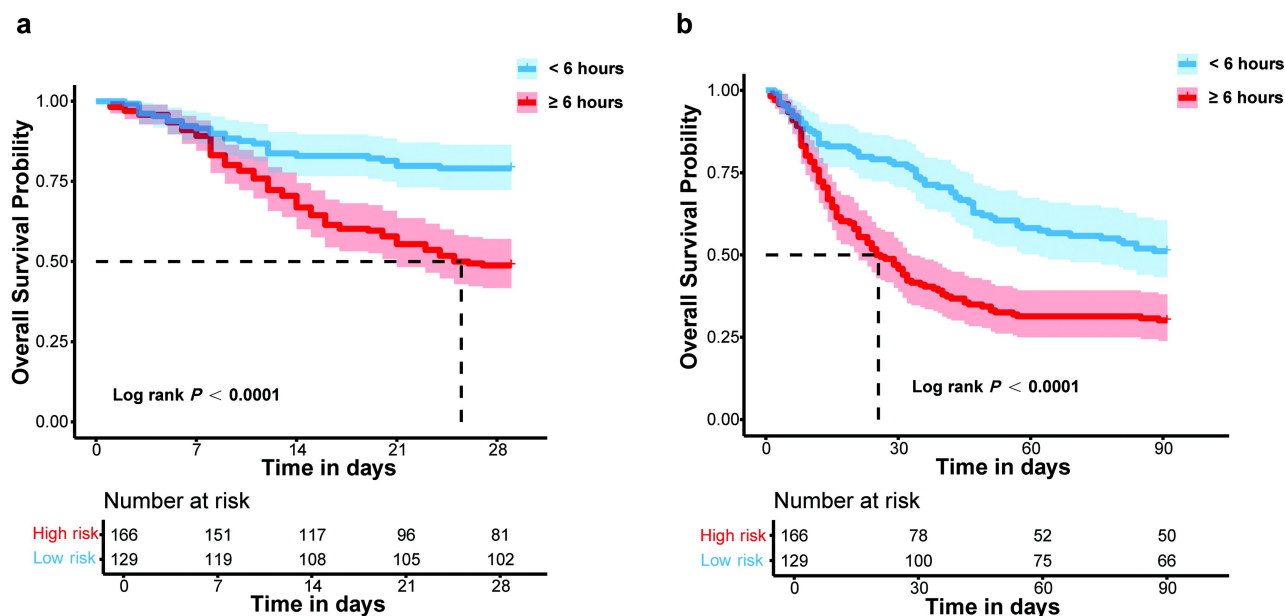 a
< 6 hours
≥ 6 hours
1.00
0.75
0.50
0.25
0.00
Overall Survival Probility
Log rank P < 0.0001
0 7 14 21 28
Time in days
Number at risk
High risk 166 151 117 96 81
Low risk 129 119 108 105 102
0 7 14 21 28
Time in days
b
< 6 hours
≥ 6 hours
1.00
0.75
0.50
0.25
0.00
Overall Survival Probility
Log rank P < 0.0001
0 30 60 90
Time in days
Number at risk
High risk 166 78 52 50
Low risk 129 100 75 66
0 30 60 90
Time in days